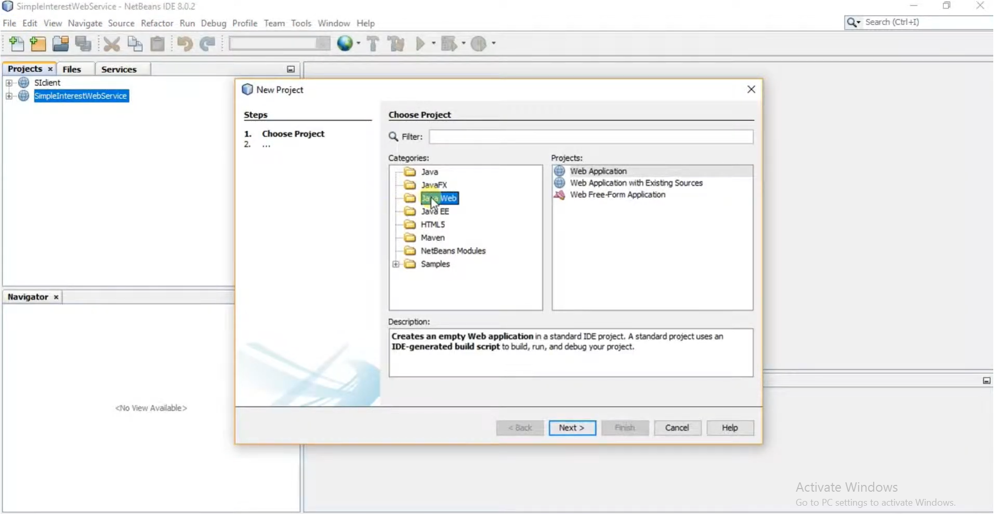 SimpleInterestWebService - NetBeans IDE 8.0.2
File Edit View Navigate Source Refactor Run Debug Profile Team Tools Window Help
Search (Ctrl+I)
Projects x Files Services
SIclient
SimpleInterestWebService
New Project
Steps
1. Choose Project
2. ...
Choose Project
Filter:
Categories:
Java
JavaFX
Java Web
Java EE
HTML5
Maven
NetBeans Modules
Samples
Projects:
Web Application
Web Application with Existing Sources
Web Free-Form Application
Description:
Creates an empty Web application in a standard IDE project. A standard project uses an
IDE-generated build script to build, run, and debug your project.
< Back Next > Finish Cancel Help
Navigator x
<No View Available>
Activate Windows
Go to PC settings to activate Windows.